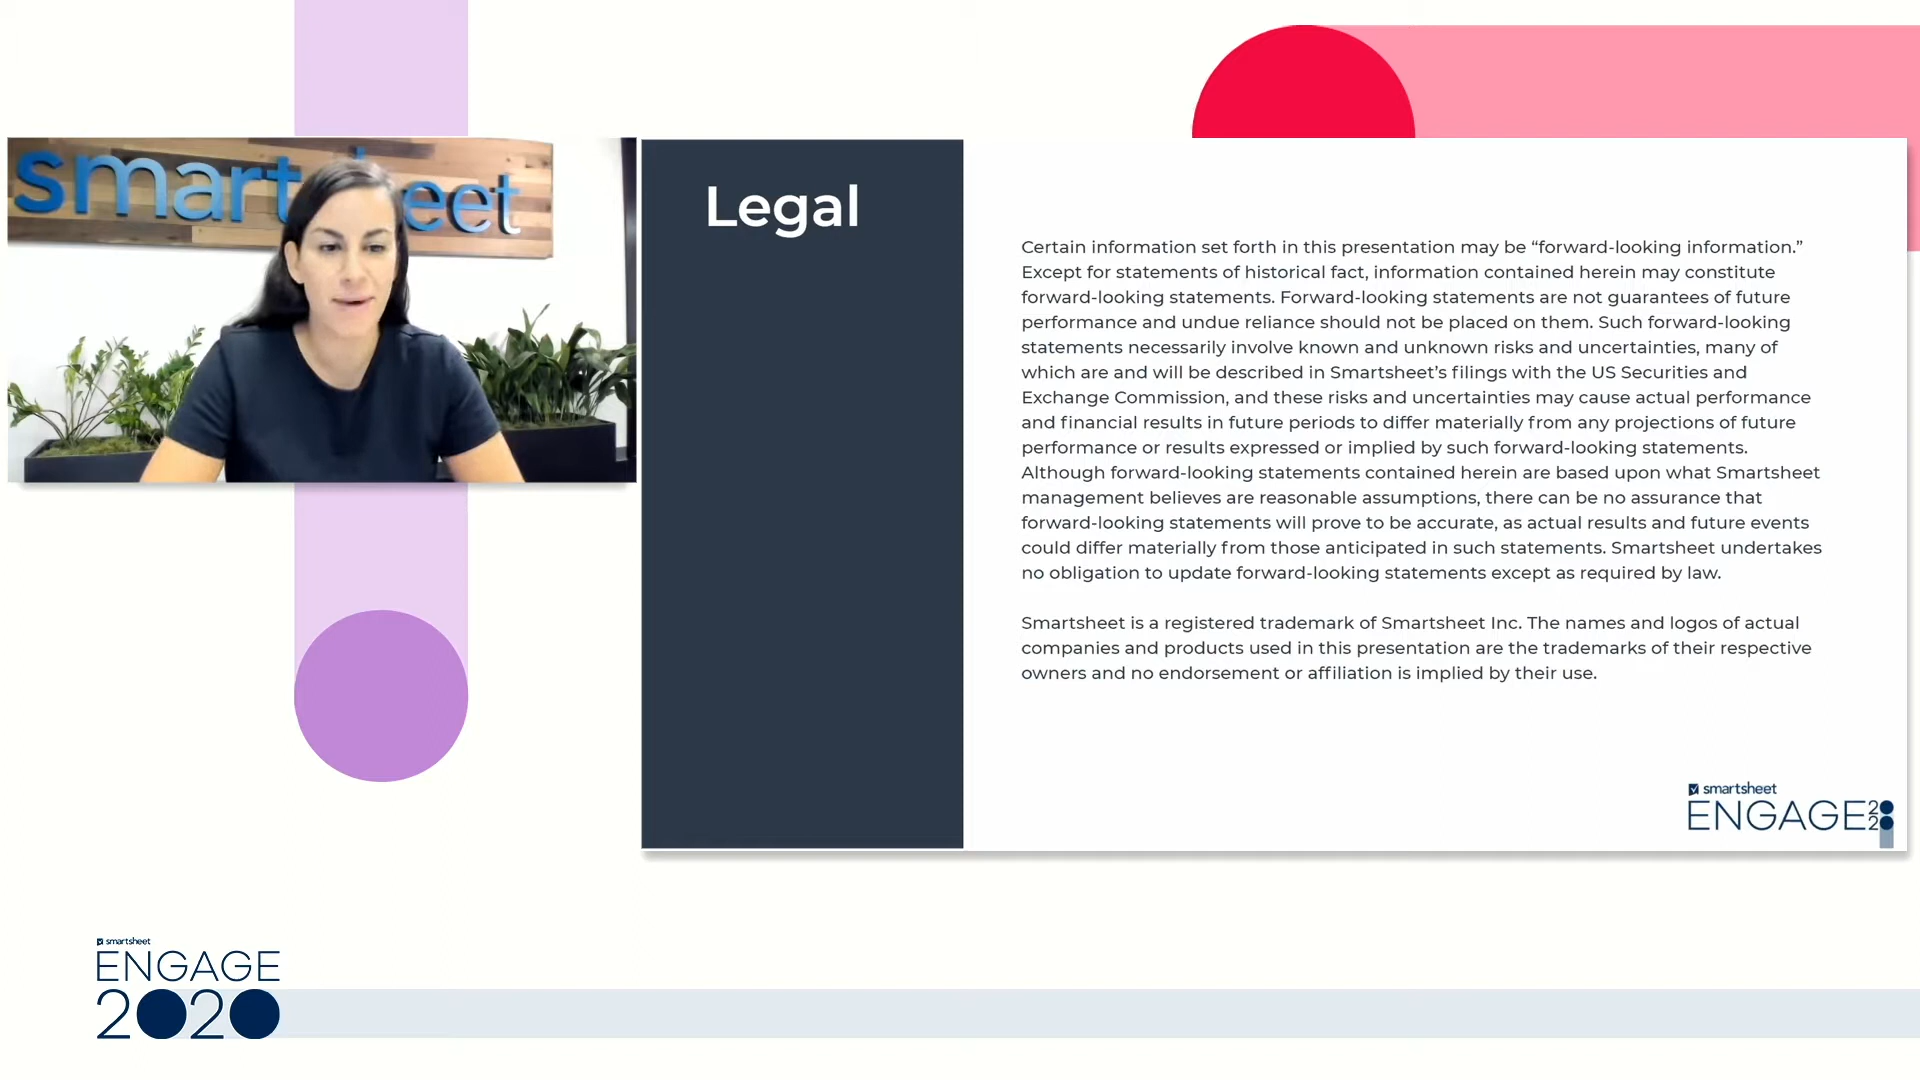 smartsheet
Legal
Certain information set forth in this presentation may be “forward-looking information.”
Except for statements of historical fact, information contained herein may constitute
forward-looking statements. Forward-looking statements are not guarantees of future
performance and undue reliance should not be placed on them. Such forward-looking
statements necessarily involve known and unknown risks and uncertainties, many of
which are and will be described in Smartsheet’s filings with the US Securities and
Exchange Commission, and these risks and uncertainties may cause actual performance
and financial results in future periods to differ materially from any projections of future
performance or results expressed or implied by such forward-looking statements.
Although forward-looking statements contained herein are based upon what Smartsheet
management believes are reasonable assumptions, there can be no assurance that
forward-looking statements will prove to be accurate, as actual results and future events
could differ materially from those anticipated in such statements. Smartsheet undertakes
no obligation to update forward-looking statements except as required by law.
Smartsheet is a registered trademark of Smartsheet Inc. The names and logos of actual
companies and products used in this presentation are the trademarks of their respective
owners and no endorsement or affiliation is implied by their use.
smartsheet
ENGAGE 2020
smartsheet
ENGAGE
2020